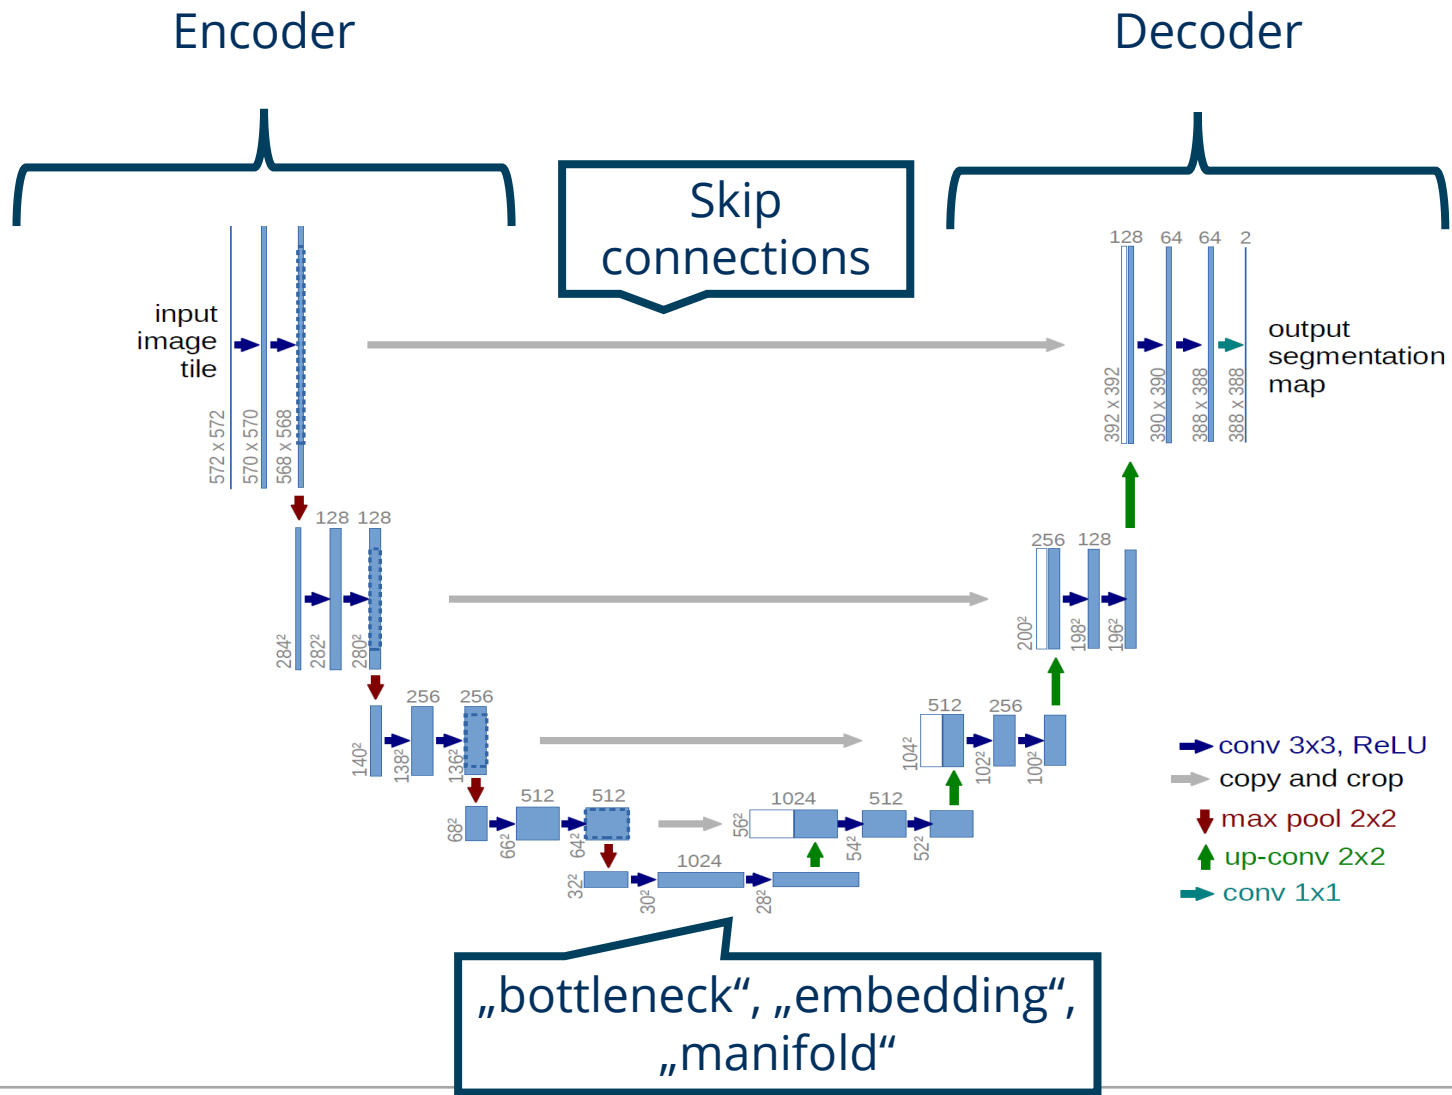 Encoder
Decoder
Skip
connections
input
image
tile
572 x 572
570 x 570
568 x 568
128 64 64 2
392 x 392
390 x 390
388 x 388
388 x 388
output
segmentation
map
128 128
284²
282²
280²
256 128
200²
198²
196²
256 256
140²
138²
136²
512 256
104²
102²
100²
512 512
68²
66²
64²
1024 512
56²
54²
52²
1024
32²
30²
28²
conv 3x3, ReLU
copy and crop
max pool 2x2
up-conv 2x2
conv 1x1
„bottleneck“, „embedding“,
„manifold“